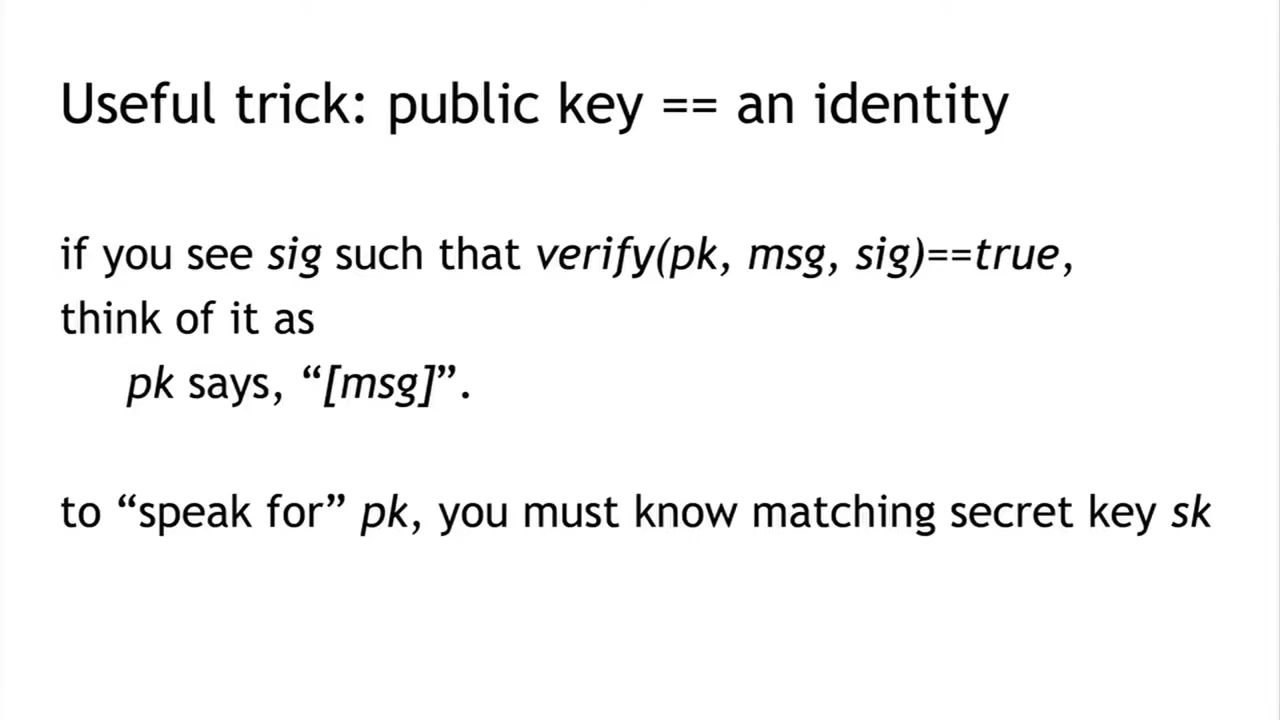 Useful trick: public key == an identity
if you see sig such that verify(pk, msg, sig)==true,
think of it as
pk says, “[msg]”.
to “speak for” pk, you must know matching secret key sk